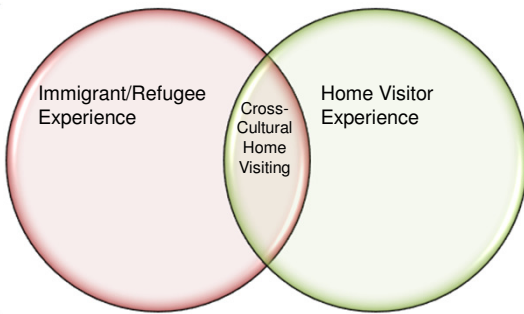 Immigrant/Refugee
Experience
Cross-
Cultural
Home
Visiting
Home Visitor
Experience